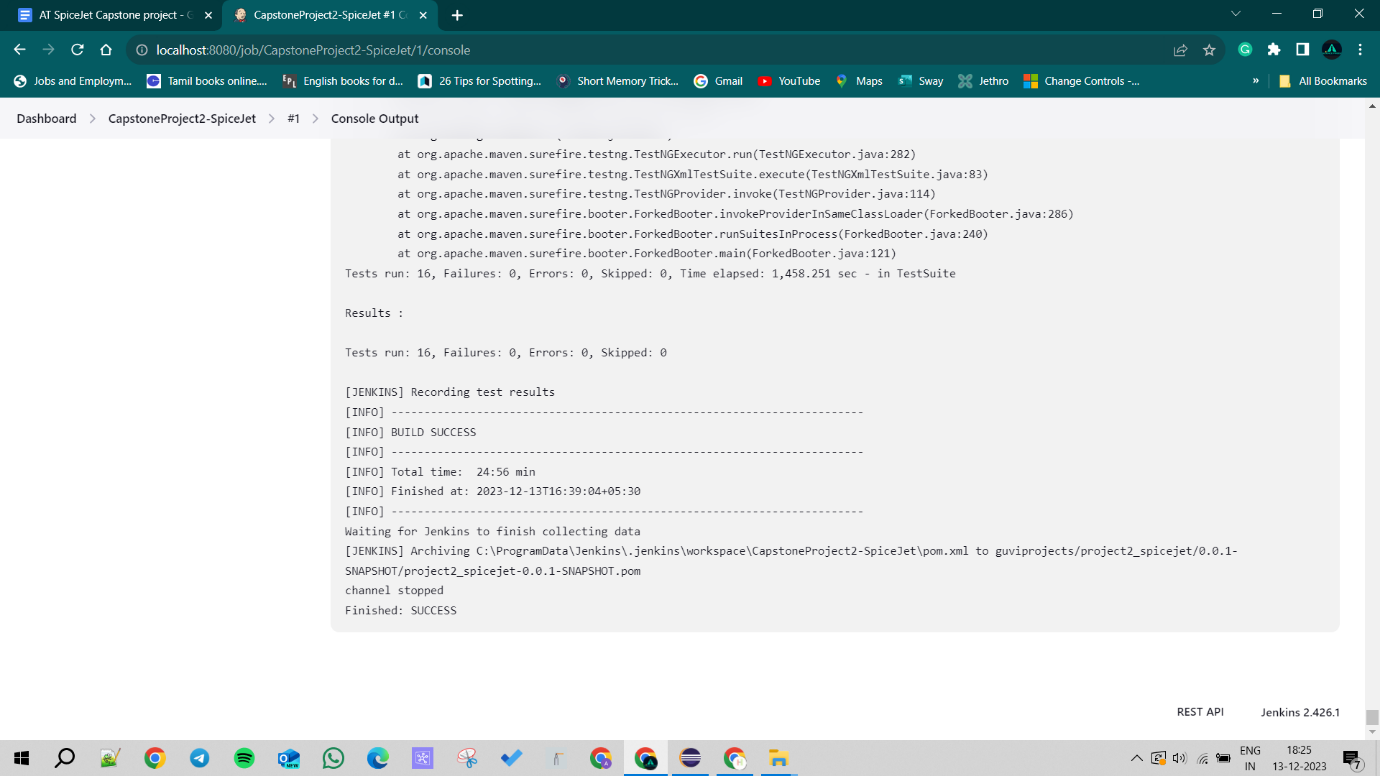 AT SpiceJet Capstone project - G
CapstoneProject2-SpiceJet #1 Co
localhost:8080/job/CapstoneProject2-SpiceJet/1/console
Jobs and Employm...
Tamil books online....
English books for d...
26 Tips for Spotting...
Short Memory Trick...
Gmail
YouTube
Maps
Sway
Jethro
Change Controls -...
»
All Bookmarks
Dashboard > CapstoneProject2-SpiceJet > #1 > Console Output
at org.apache.maven.surefire.testng.TestNGExecutor.run(TestNGExecutor.java:282)
at org.apache.maven.surefire.testng.TestNGXmlTestSuite.execute(TestNGXmlTestSuite.java:83)
at org.apache.maven.surefire.testng.TestNGProvider.invoke(TestNGProvider.java:114)
at org.apache.maven.surefire.booter.ForkedBooter.invokeProviderInSameClassLoader(ForkedBooter.java:286)
at org.apache.maven.surefire.booter.ForkedBooter.runSuitesInProcess(ForkedBooter.java:240)
at org.apache.maven.surefire.booter.ForkedBooter.main(ForkedBooter.java:121)
Tests run: 16, Failures: 0, Errors: 0, Skipped: 0, Time elapsed: 1,458.251 sec - in TestSuite
Results :
Tests run: 16, Failures: 0, Errors: 0, Skipped: 0
[JENKINS] Recording test results
[INFO] ------------------------------------------------------------------------
[INFO] BUILD SUCCESS
[INFO] ------------------------------------------------------------------------
[INFO] Total time:  24:56 min
[INFO] Finished at: 2023-12-13T16:39:04+05:30
[INFO] ------------------------------------------------------------------------
Waiting for Jenkins to finish collecting data
[JENKINS] Archiving C:\ProgramData\Jenkins\.jenkins\workspace\CapstoneProject2-SpiceJet\pom.xml to guviprojects/project2_spicejet/0.0.1-
SNAPSHOT/project2_spicejet-0.0.1-SNAPSHOT.pom
channel stopped
Finished: SUCCESS
REST API
Jenkins 2.426.1
ENG
IN
18:25
13-12-2023
7